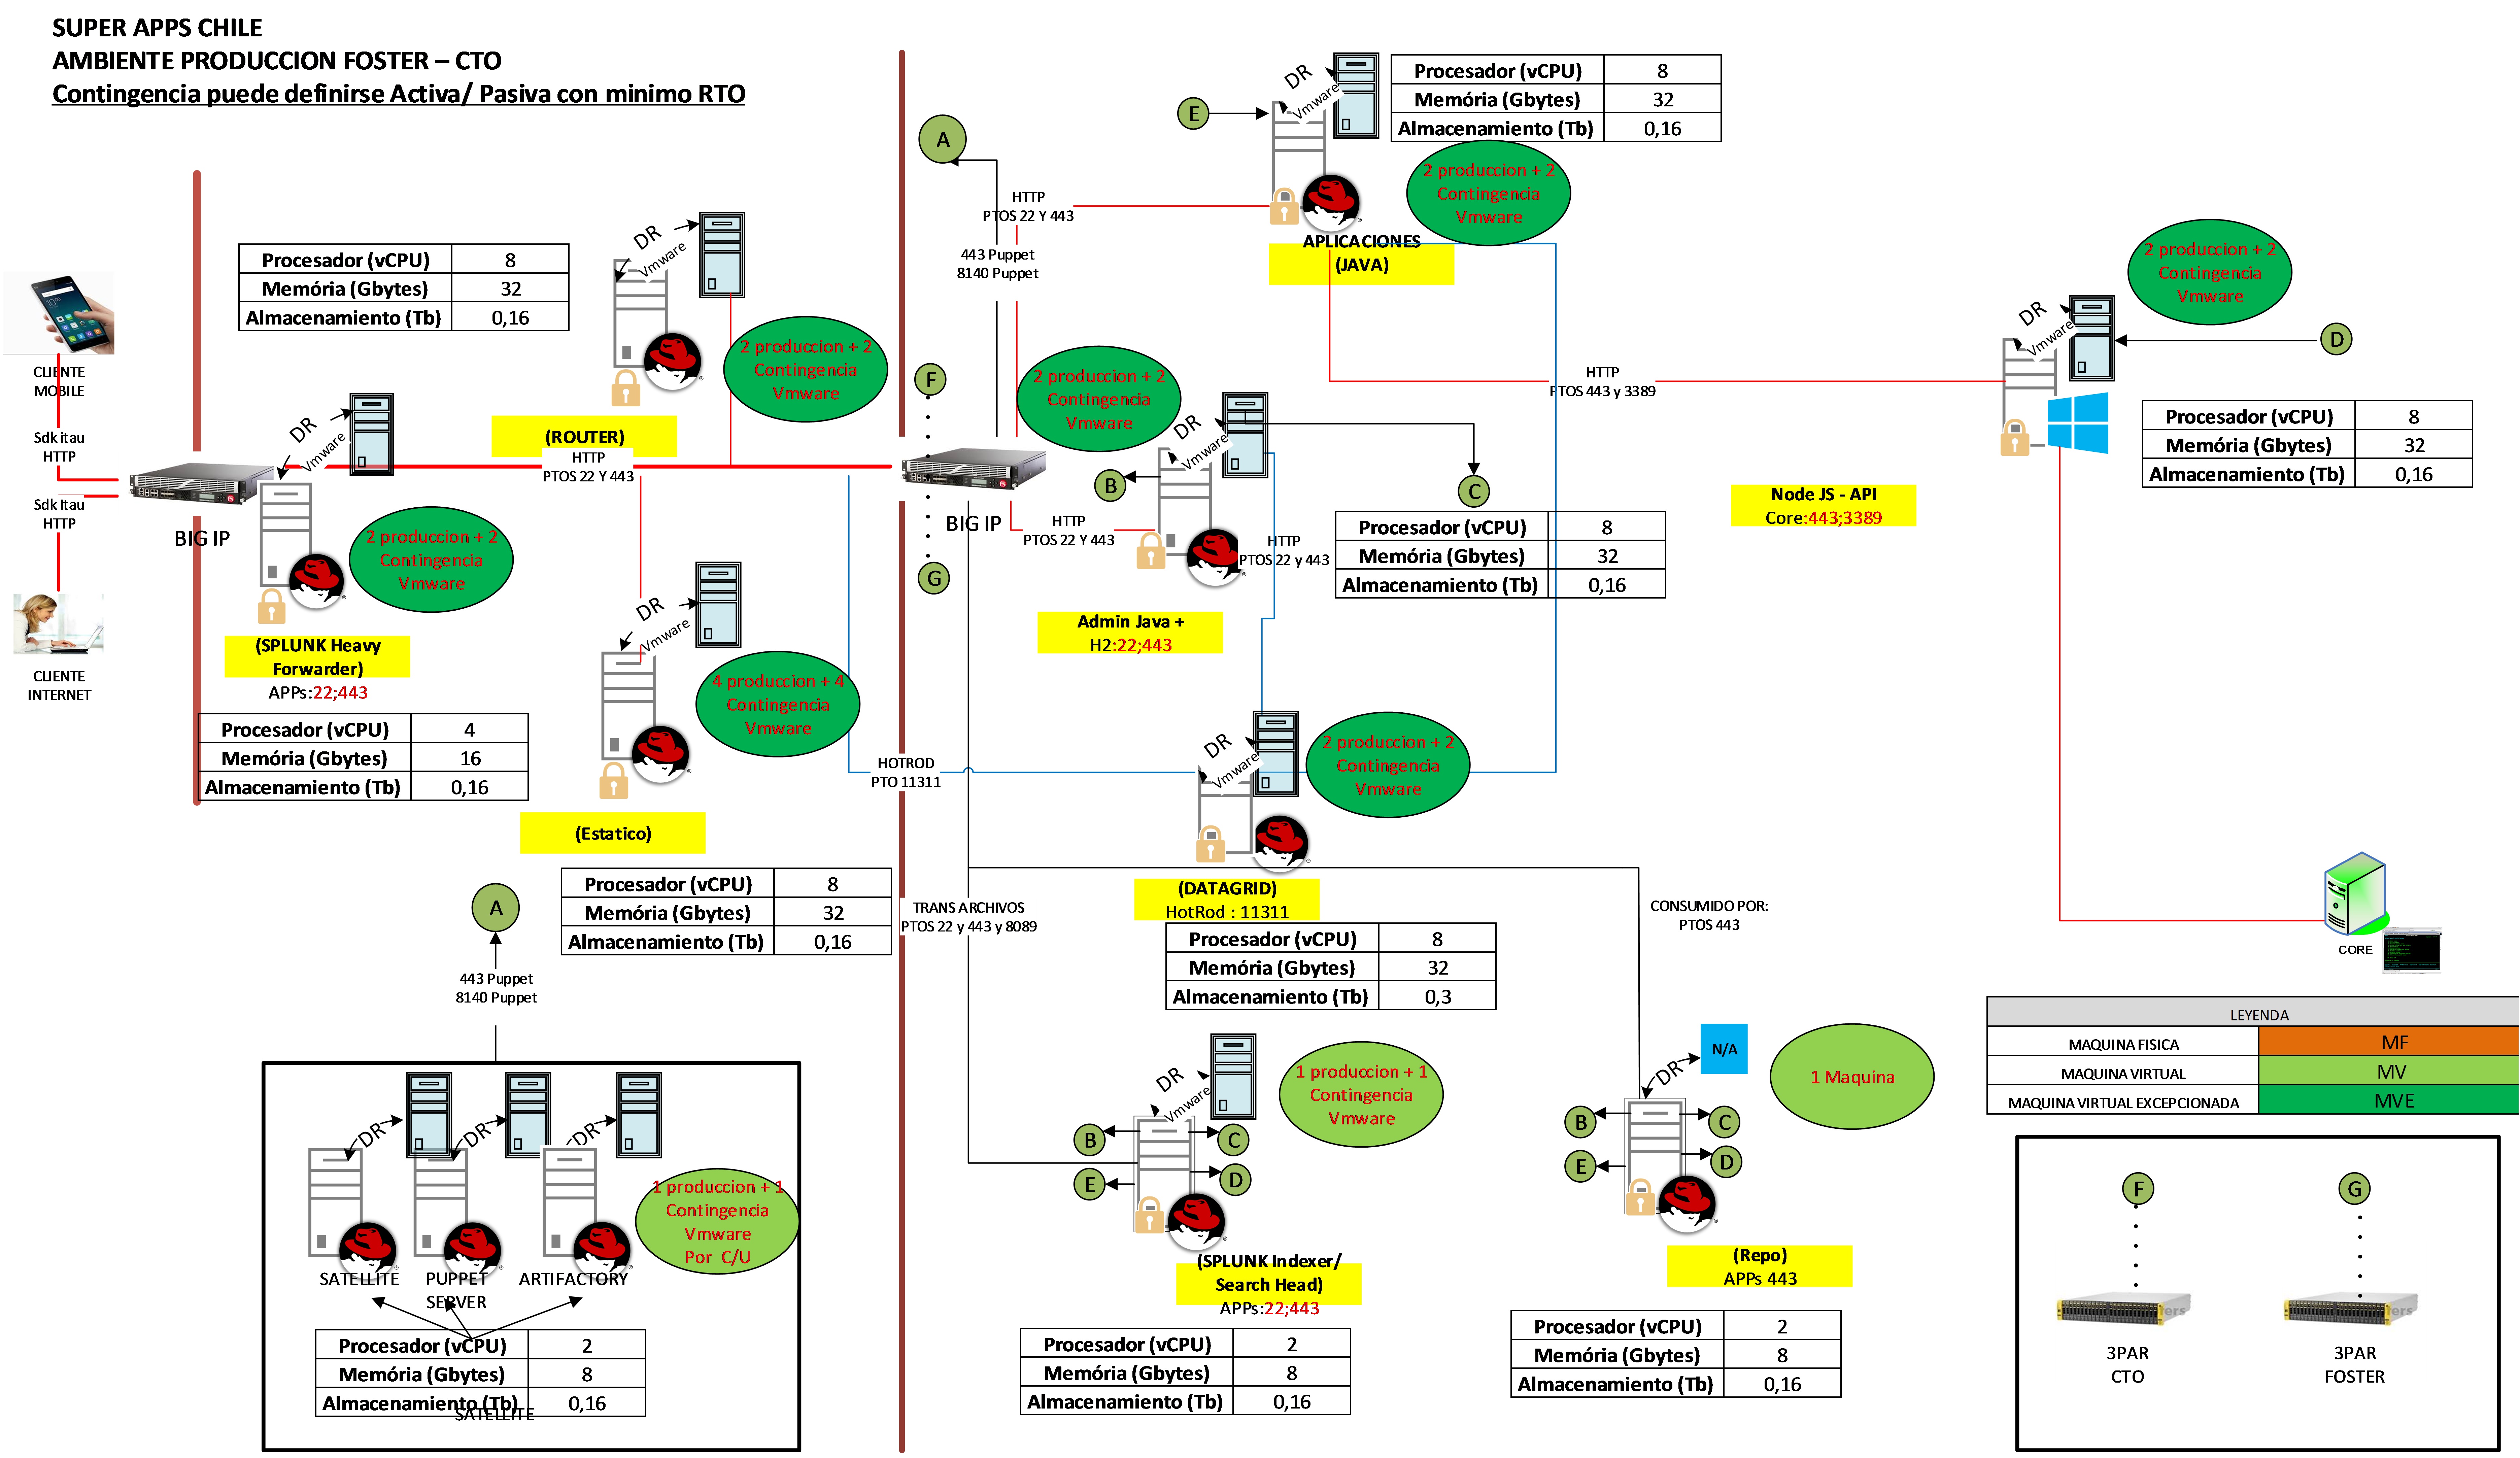 SUPER APPS CHILE
AMBIENTE PRODUCCION FOSTER – CTO
Contingencia puede definirse Activa/ Pasiva con minimo RTO
CLIENTE
MOBILE
Sdk itau
HTTP
Sdk Itau
HTTP
CLIENTE
INTERNET
BIG IP
Procesador (vCPU) 8
Memória (Gbytes) 32
Almacenamiento (Tb) 0,16
DR
Vmware
2 produccion + 2
Contingencia
Vmware
(ROUTER)
HTTP
PTOS 22 Y 443
DR
Vmware
2 produccion + 2
Contingencia
Vmware
(SPLUNK Heavy
Forwarder)
APPs:22;443
Procesador (vCPU) 4
Memória (Gbytes) 16
Almacenamiento (Tb) 0,16
DR
Vmware
4 produccion + 4
Contingencia
Vmware
(Estatico)
Procesador (vCPU) 8
Memória (Gbytes) 32
Almacenamiento (Tb) 0,16
A
443 Puppet
8140 Puppet
DR
DR
DR
1 produccion + 1
Contingencia
Vmware
Por C/U
SATELLITE
PUPPET
SERVER
ARTIFACTORY
Procesador (vCPU) 2
Memória (Gbytes) 8
Almacenamiento (Tb) 0,16
SATELLITE
A
HTTP
PTOS 22 Y 443
443 Puppet
8140 Puppet
F
BIG IP
G
HOTROD
PTO 11311
TRANS ARCHIVOS
PTOS 22 y 443 y 8089
E
DR
Vmware
Procesador (vCPU) 8
Memória (Gbytes) 32
Almacenamiento (Tb) 0,16
2 produccion + 2
Contingencia
Vmware
APLICACIONES
(JAVA)
2 produccion + 2
Contingencia
Vmware
DR
Vmware
B
C
HTTP
PTOS 22 Y 443
HTTP
PTOS 22 y 443
Procesador (vCPU) 8
Memória (Gbytes) 32
Almacenamiento (Tb) 0,16
Admin Java +
H2:22;443
DR
Vmware
2 produccion + 2
Contingencia
Vmware
(DATAGRID)
HotRod : 11311
Procesador (vCPU) 8
Memória (Gbytes) 32
Almacenamiento (Tb) 0,3
HTTP
PTOS 443 y 3389
2 produccion + 2
Contingencia
Vmware
DR
Vmware
D
Procesador (vCPU) 8
Memória (Gbytes) 32
Almacenamiento (Tb) 0,16
Node JS - API
Core:443;3389
CORE
CONSUMIDO POR:
PTOS 443
DR
Vmware
1 produccion + 1
Contingencia
Vmware
B
C
E
D
(SPLUNK Indexer/
Search Head)
APPs:22;443
Procesador (vCPU) 2
Memória (Gbytes) 8
Almacenamiento (Tb) 0,16
N/A
DR
1 Maquina
B
C
E
D
(Repo)
APPs 443
Procesador (vCPU) 2
Memória (Gbytes) 8
Almacenamiento (Tb) 0,16
LEYENDA
MAQUINA FISICA MF
MAQUINA VIRTUAL MV
MAQUINA VIRTUAL EXCEPCIONADA MVE
F
G
3PAR
CTO
3PAR
FOSTER